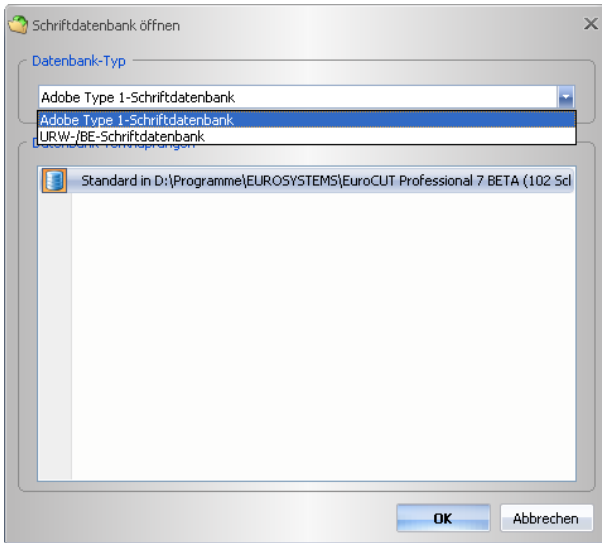 Schriftdatenbank öffnen
Datenbank-Typ
Adobe Type 1-Schriftdatenbank
Adobe Type 1-Schriftdatenbank
URW-/BE-Schriftdatenbank
Standard in D:\Programme\EUROSYSTEMS\EuroCUT Professional 7 BETA (102 Scl
OK
Abbrechen